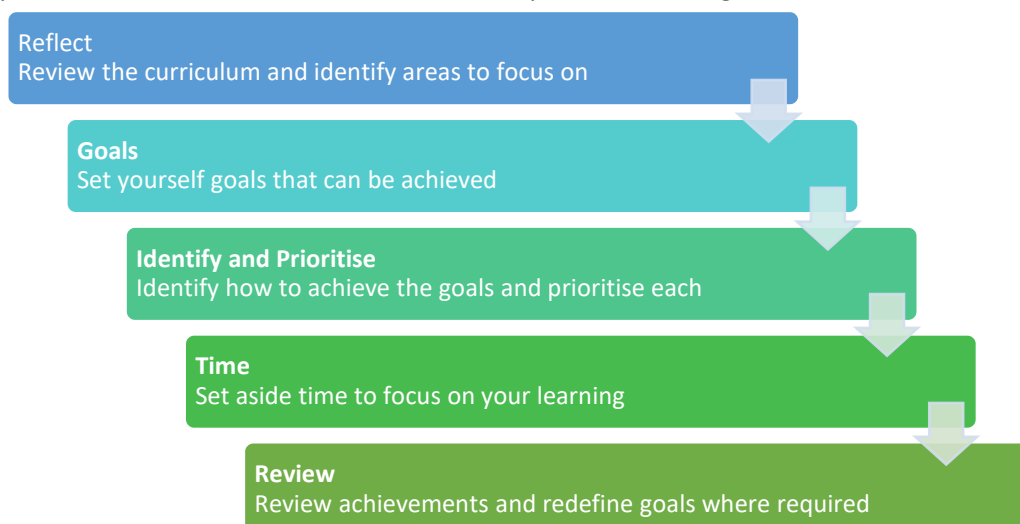 Reflect
Review the curriculum and identify areas to focus on
Goals
Set yourself goals that can be achieved
Identify and Prioritise
Identify how to achieve the goals and prioritise each
Time
Set aside time to focus on your learning
Review
Review achievements and redefine goals where required